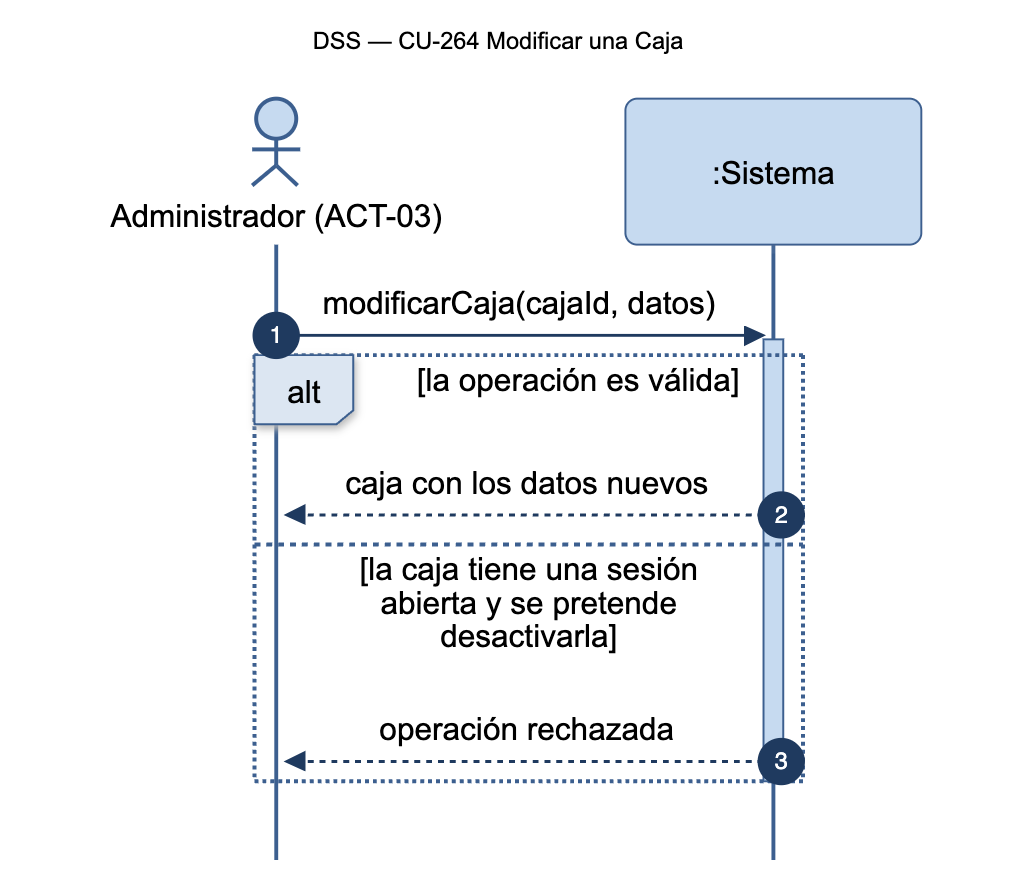 DSS — CU-264 Modificar una Caja
Administrador (ACT-03)
:Sistema
modificarCaja(cajaId, datos)
1
alt
[la operación es válida]
caja con los datos nuevos
2
[la caja tiene una sesión
abierta y se pretende
desactivarla]
operación rechazada
3